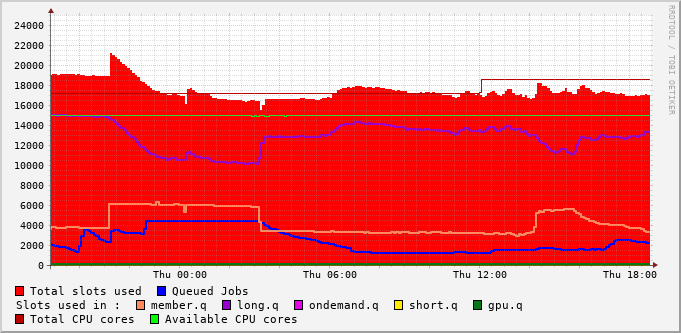 24000
22000
20000
18000
16000
14000
12000
10000
8000
6000
4000
2000
0
Thu 00:00 Thu 06:00 Thu 12:00 Thu 18:00
RRDTOOL / TOBI OETIKER
Total slots used Queued Jobs
Slots used in : member.q long.q ondemand.q short.q gpu.q
Total CPU cores Available CPU cores